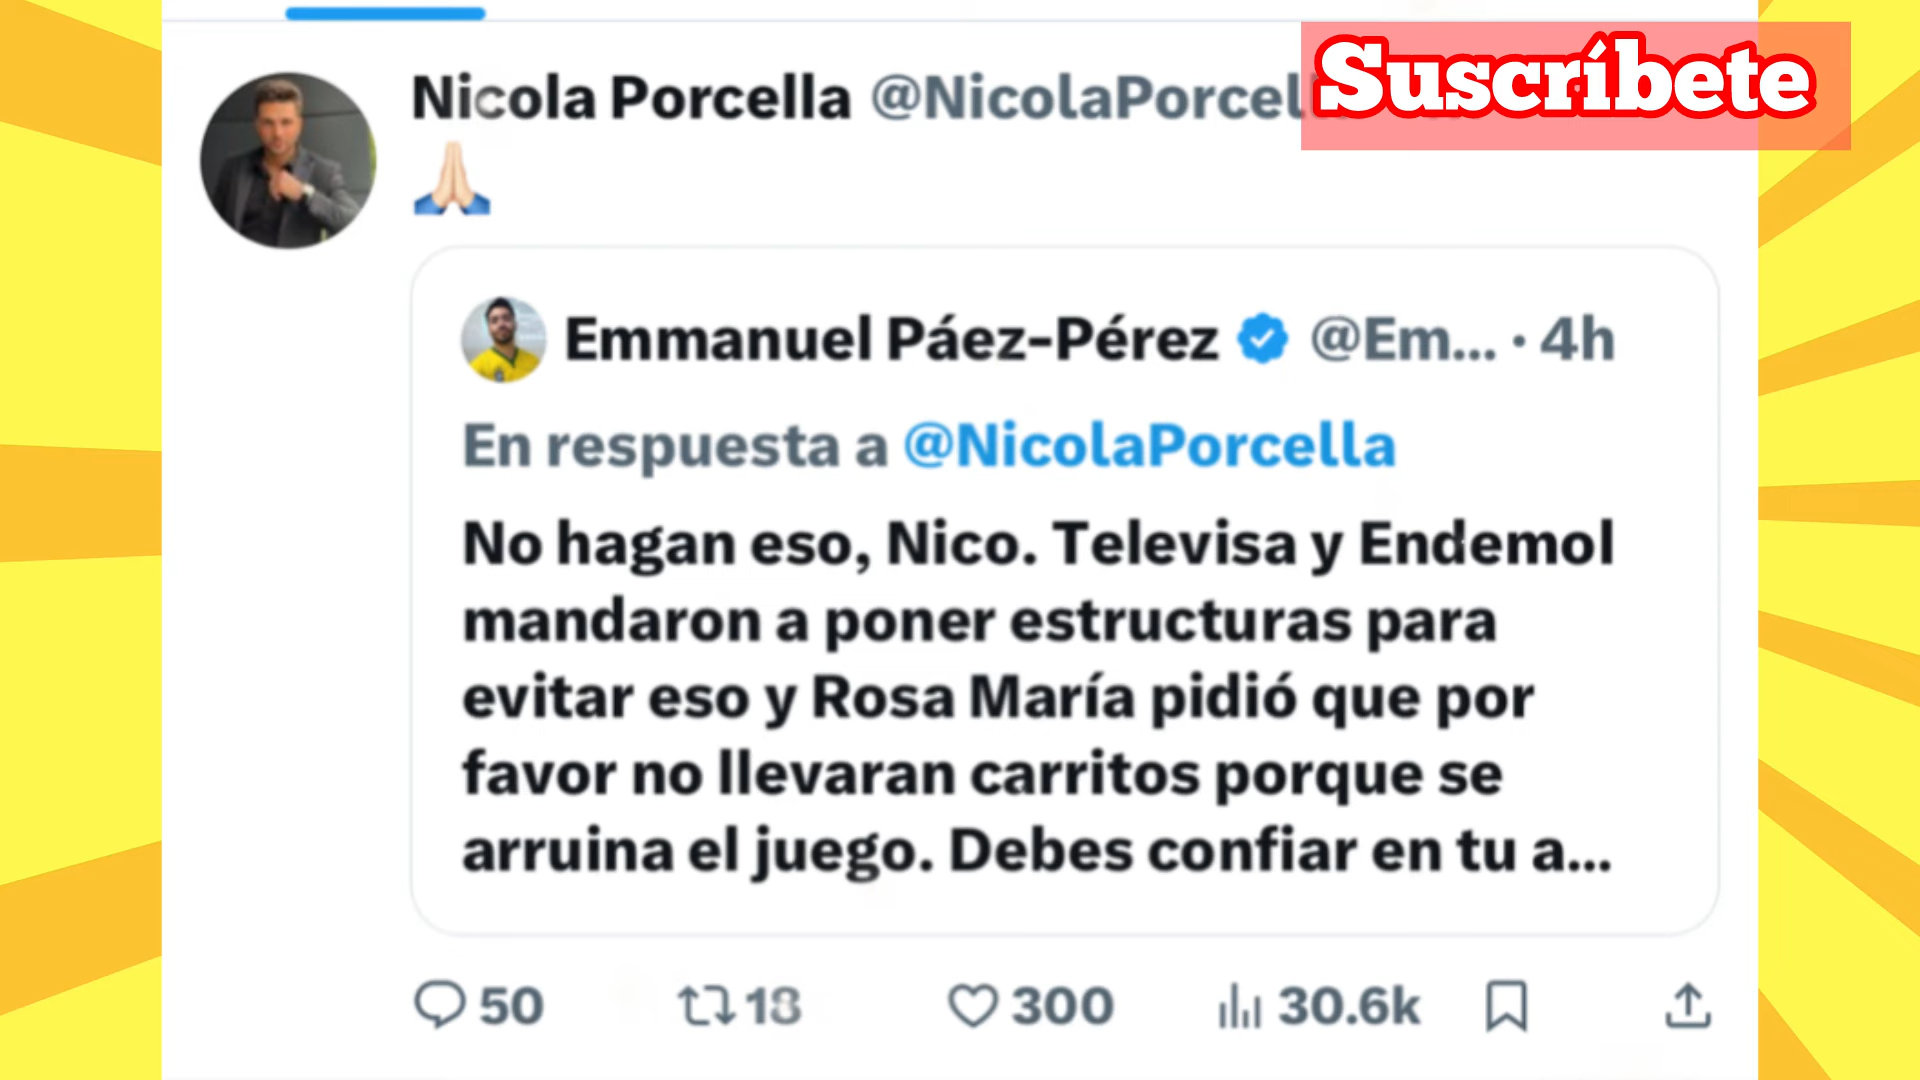 Suscríbete
Nicola Porcella @NicolaPorcel
🙏🏻
Emmanuel Páez-Pérez @Em... · 4h
En respuesta a @NicolaPorcella
No hagan eso, Nico. Televisa y Endemol
mandaron a poner estructuras para
evitar eso y Rosa María pidió que por
favor no llevaran carritos porque se
arruina el juego. Debes confiar en tu a...
50 18 300 30.6k